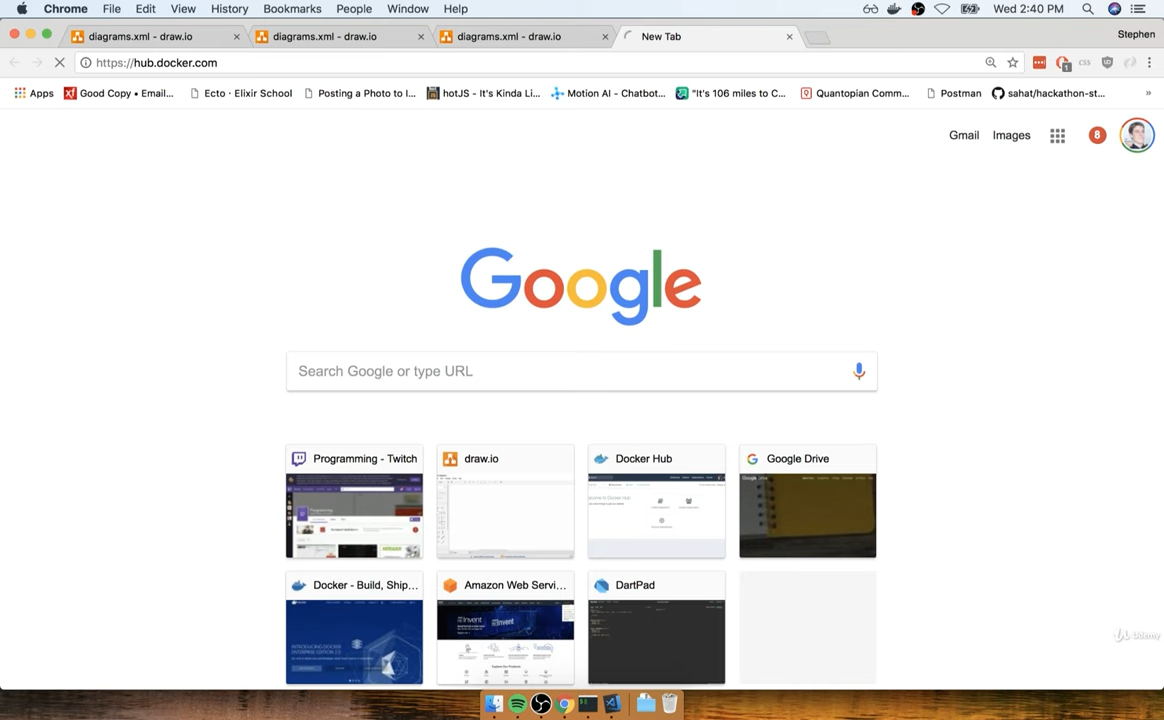 Chrome File Edit View History Bookmarks People Window Help Wed 2:40 PM
diagrams.xml - draw.io diagrams.xml - draw.io diagrams.xml - draw.io New Tab Stephen
https://hub.docker.com
Apps Good Copy • Email... Ecto · Elixir School Posting a Photo to I... hotJS - It's Kinda Li... Motion AI - Chatbot... "It's 106 miles to C... Quantopian Comm... Postman sahat/hackathon-st... »
Gmail Images 8
Google
Search Google or type URL
Programming - Twitch draw.io Docker Hub Google Drive
Docker - Build, Ship... Amazon Web Servi... DartPad
Udemy